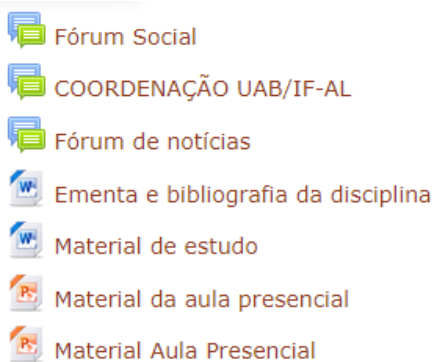 Fórum Social
COORDENAÇÃO UAB/IF-AL
Fórum de notícias
Ementa e bibliografia da disciplina
Material de estudo
Material da aula presencial
Material Aula Presencial